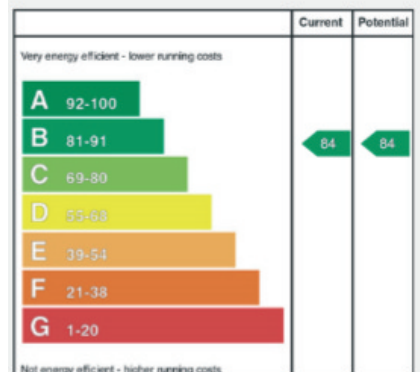 Current Potential
Very energy efficient - lower running costs
A 92-100
B 81-91 84 84
C 69-80
D 55-68
E 39-54
F 21-38
G 1-20
Not energy efficient - higher running costs